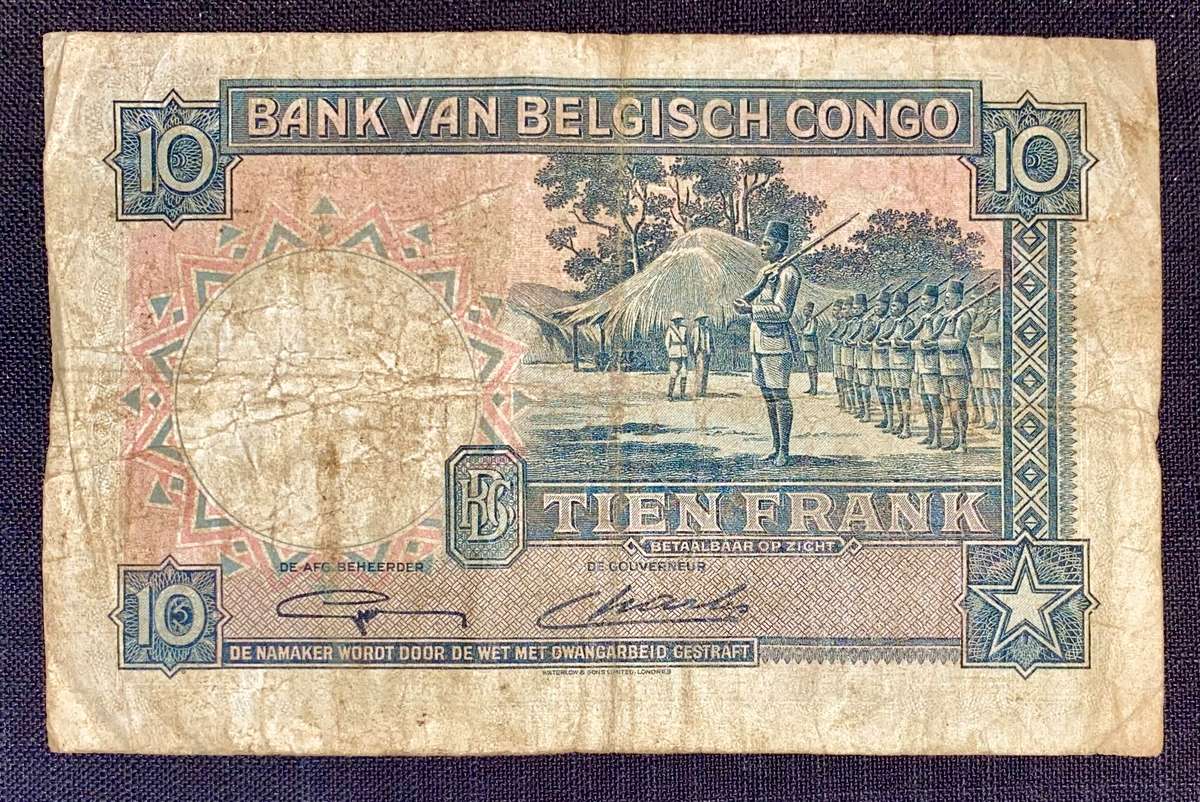 BANK VAN BELGISCH CONGO
10 10
BCB
TIEN FRANK
BETAALBAAR OP ZICHT
DE AFG. BEHEERDER DE GOUVERNEUR
10
DE NAMAKER WORDT DOOR DE WET MET DWANGARBEID GESTRAFT
WATERLOW & SONS LIMITED, LONDRES